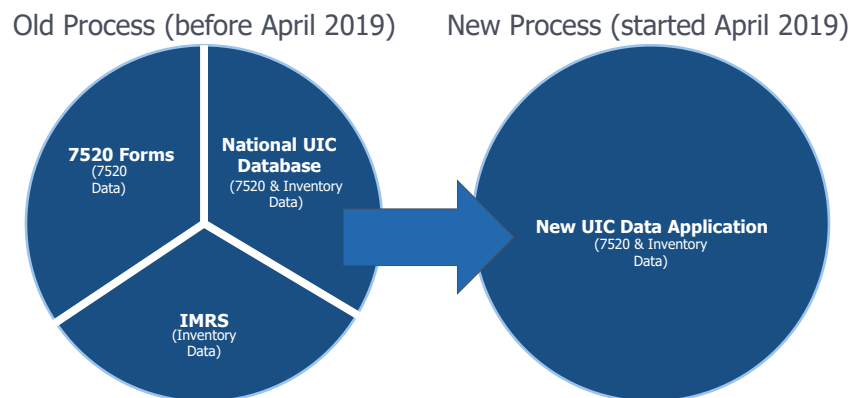 Old Process (before April 2019)
New Process (started April 2019)
7520 Forms
(7520
Data)
National UIC
Database
(7520 & Inventory
Data)
IMRS
(Inventory
Data)
New UIC Data Application
(7520 & Inventory
Data)